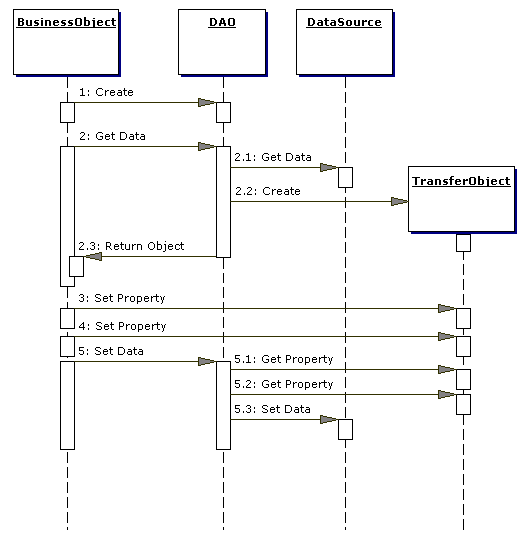 BusinessObject
DAO
DataSource
1: Create
2: Get Data
2.1: Get Data
TransferObject
2.2: Create
2.3: Return Object
3: Set Property
4: Set Property
5: Set Data
5.1: Get Property
5.2: Get Property
5.3: Set Data